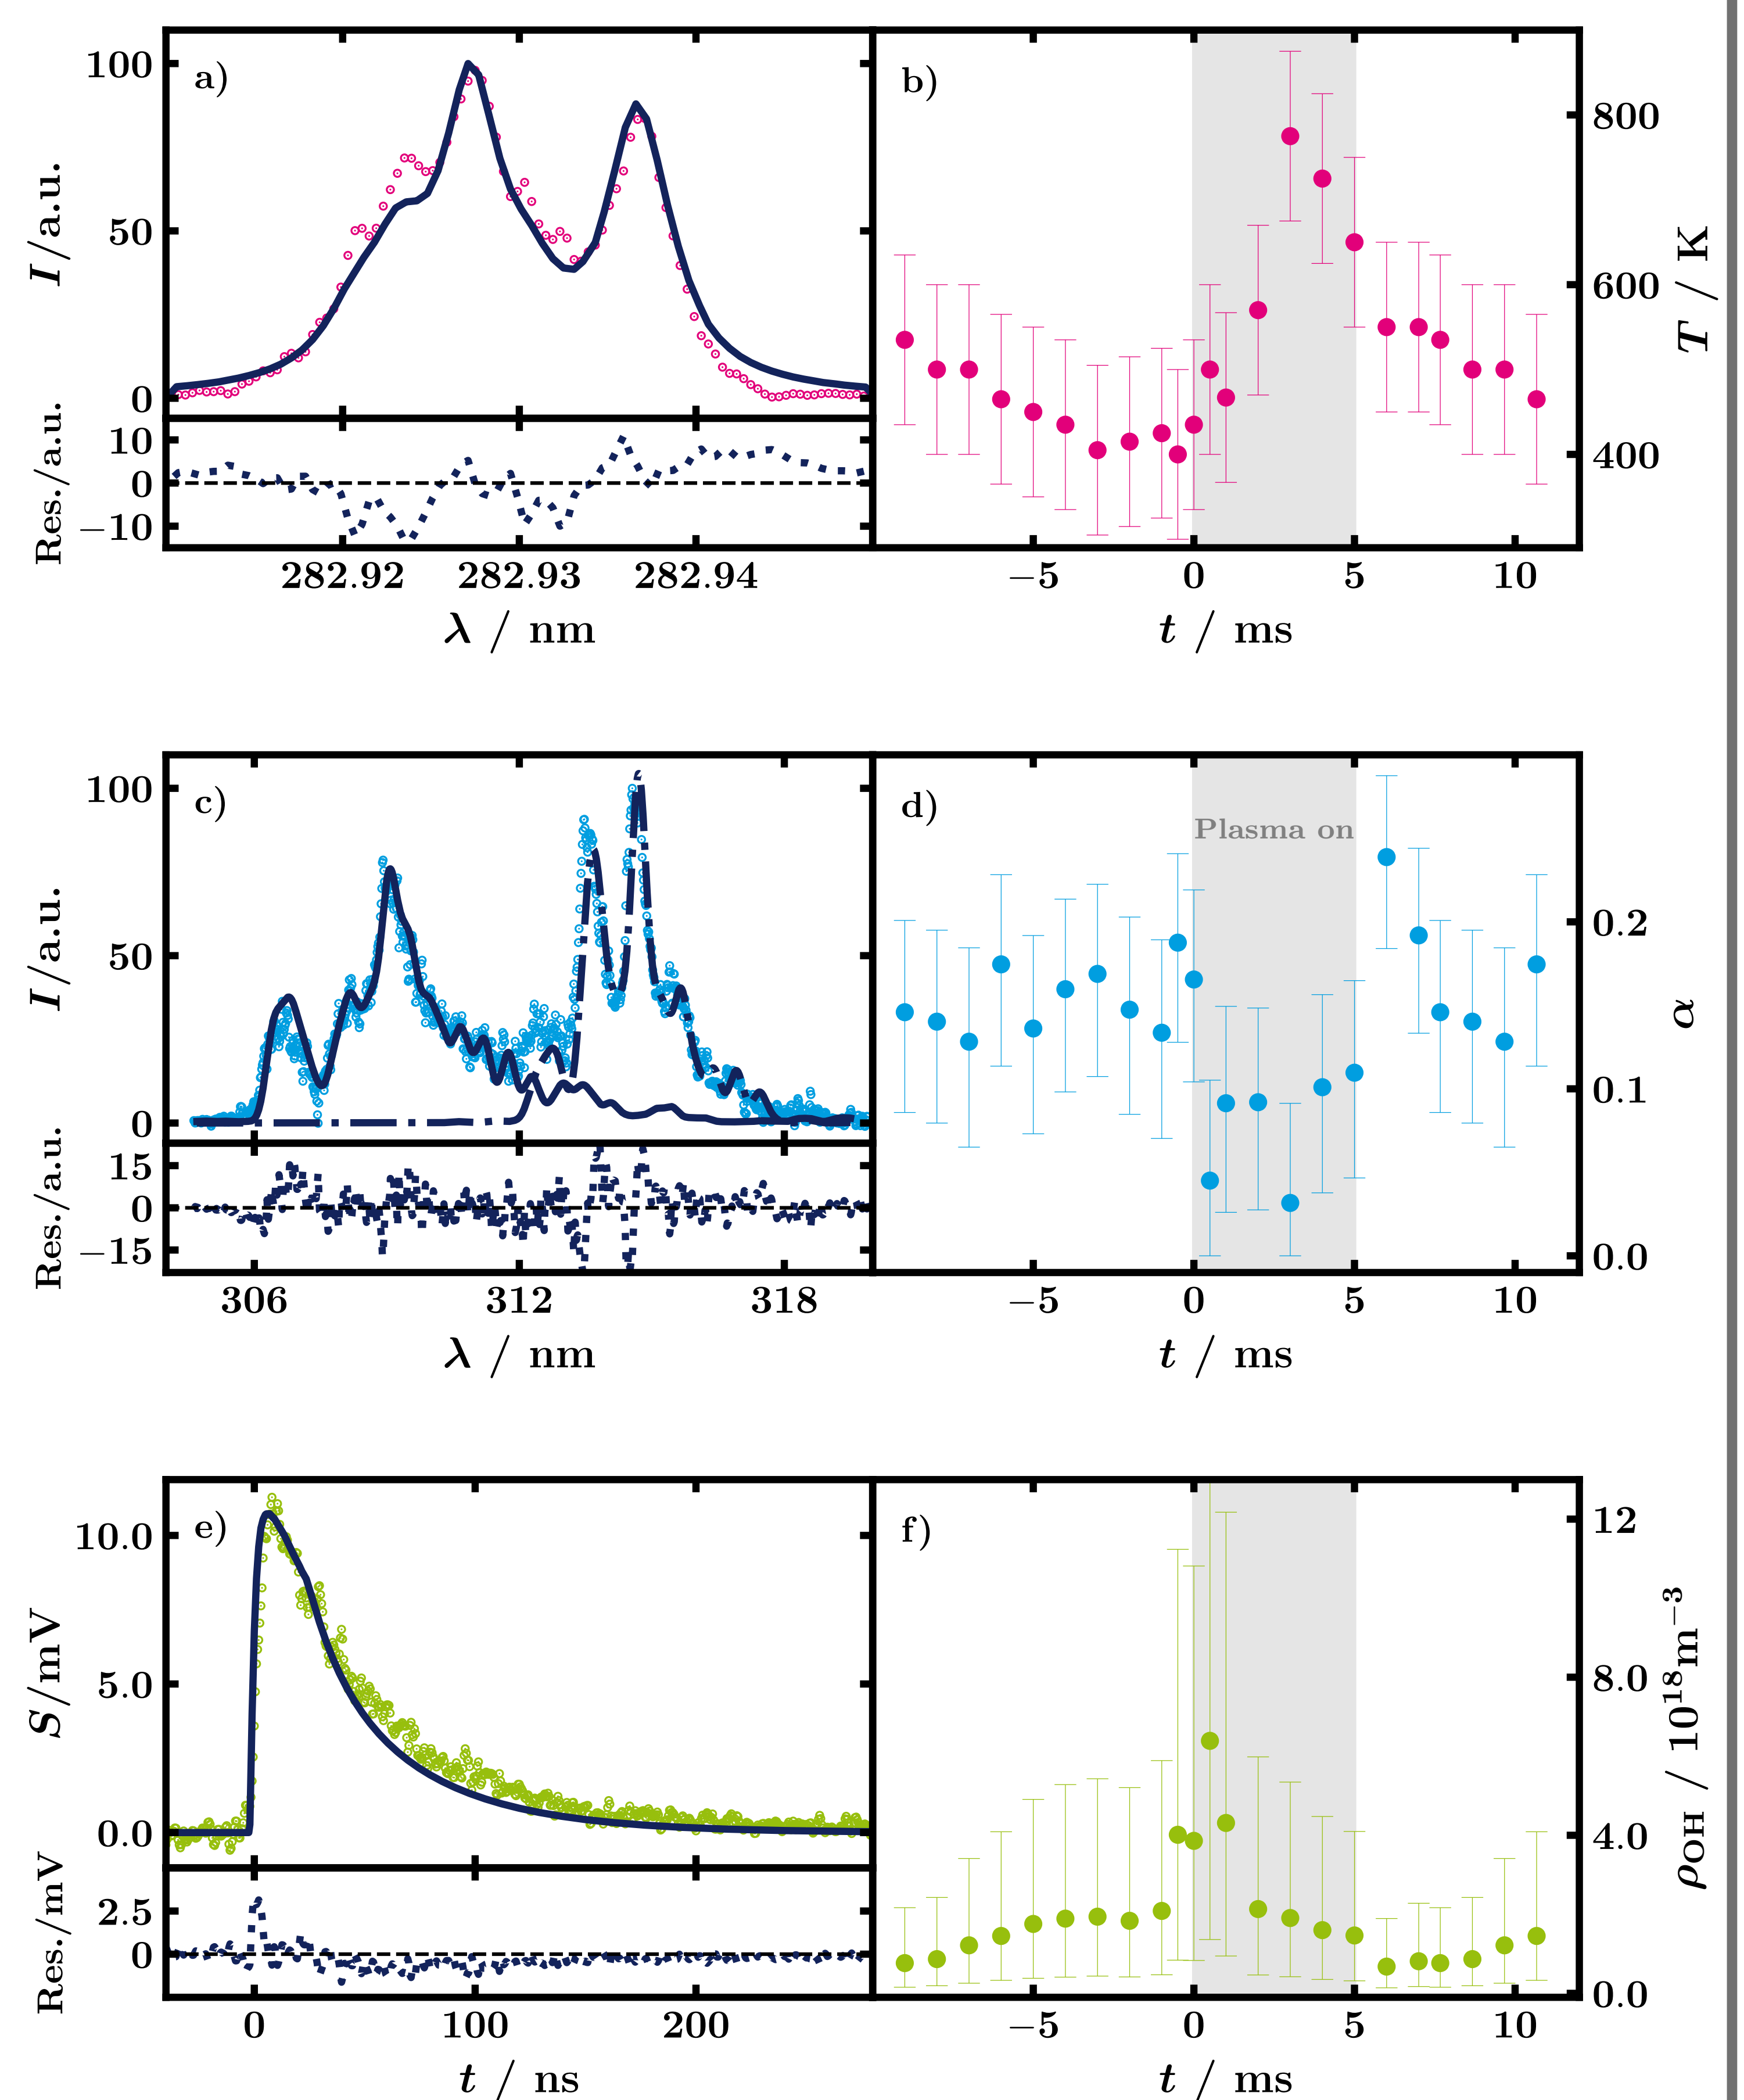 a)
I/a.u.
100
50
0
Res./a.u.
10
0
−10
282.92 282.93 282.94
λ / nm
b)
800
600
400
T / K
−5 0 5 10
t / ms
c)
I/a.u.
100
50
0
Res./a.u.
15
0
−15
306 312 318
λ / nm
d)
Plasma on
0.2
0.1
0.0
α
−5 0 5 10
t / ms
e)
S/mV
10.0
5.0
0.0
Res./mV
2.5
0
0 100 200
t / ns
f)
12
8.0
4.0
0.0
ρOH / 10¹⁸m⁻³
−5 0 5 10
t / ms